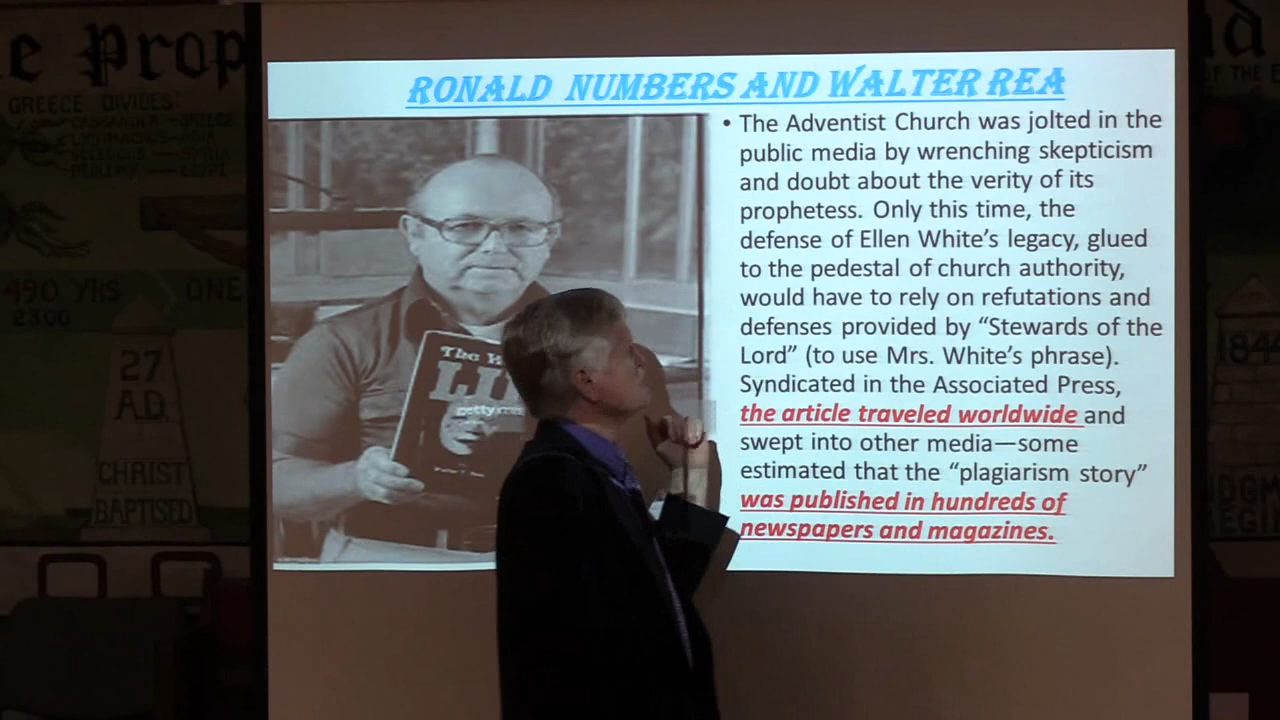 e Prop
GREECE DIVIDES:
490 YRS
ONE
2300
27
A.D.
CHRIST
BAPTISED
RONALD NUMBERS AND WALTER REA
The
LI
gettyima
• The Adventist Church was jolted in the
public media by wrenching skepticism
and doubt about the verity of its
prophetess. Only this time, the
defense of Ellen White's legacy, glued
to the pedestal of church authority,
would have to rely on refutations and
defenses provided by “Stewards of the
Lord” (to use Mrs. White's phrase).
Syndicated in the Associated Press,
the article traveled worldwide and
swept into other media—some
estimated that the “plagiarism story”
was published in hundreds of
newspapers and magazines.
184